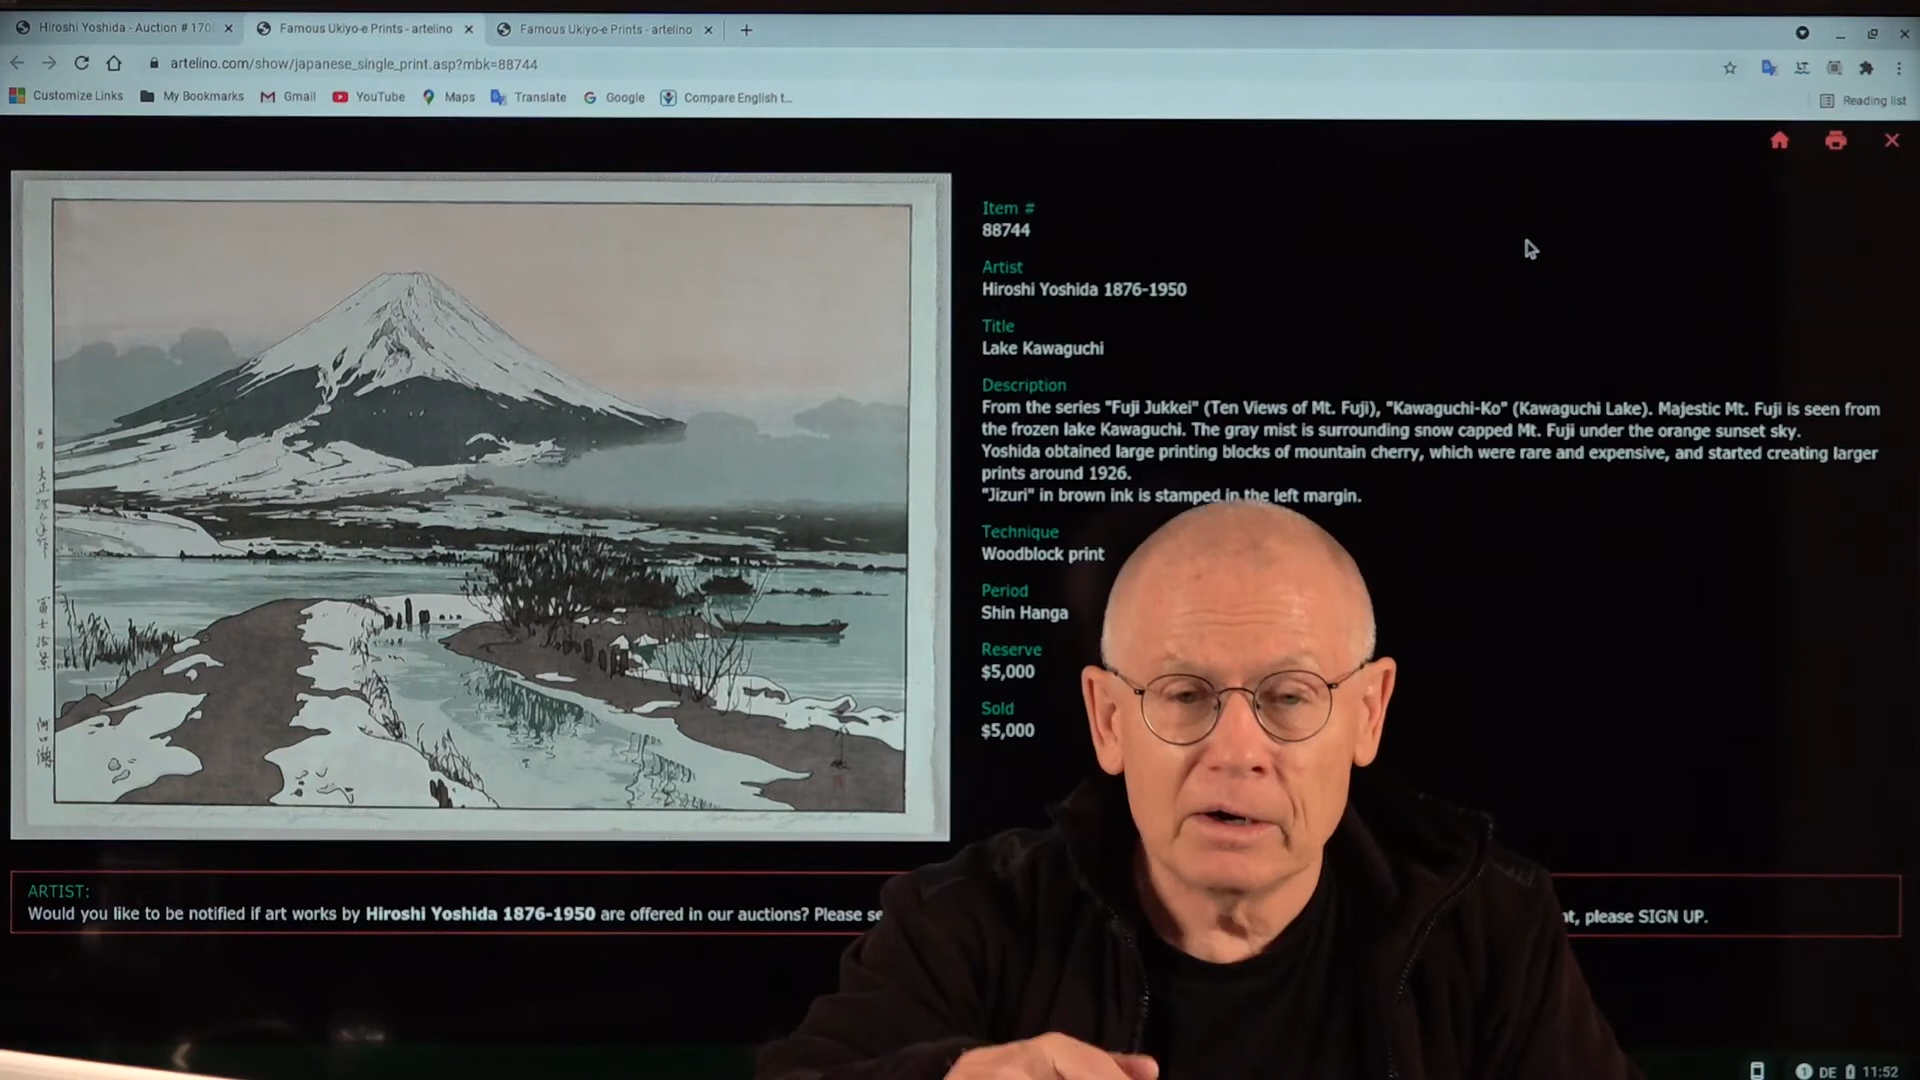 Hiroshi Yoshida - Auction # 170
Famous Ukiyo-e Prints - artelino
Famous Ukiyo-e Prints - artelino
artelino.com/show/japanese_single_print.asp?mbk=88744
Customize Links
My Bookmarks
Gmail
YouTube
Maps
Translate
Google
Compare English t...
Reading list
Item #
88744
Artist
Hiroshi Yoshida 1876-1950
Title
Lake Kawaguchi
Description
From the series "Fuji Jukkei" (Ten Views of Mt. Fuji), "Kawaguchi-Ko" (Kawaguchi Lake). Majestic Mt. Fuji is seen from
the frozen lake Kawaguchi. The gray mist is surrounding snow capped Mt. Fuji under the orange sunset sky.
Yoshida obtained large printing blocks of mountain cherry, which were rare and expensive, and started creating larger
prints around 1926.
"Jizuri" in brown ink is stamped in the left margin.
Technique
Woodblock print
Period
Shin Hanga
Reserve
$5,000
Sold
$5,000
ARTIST:
Would you like to be notified if art works by Hiroshi Yoshida 1876-1950 are offered in our auctions? Please se
nt, please SIGN UP.
1 DE 11:52